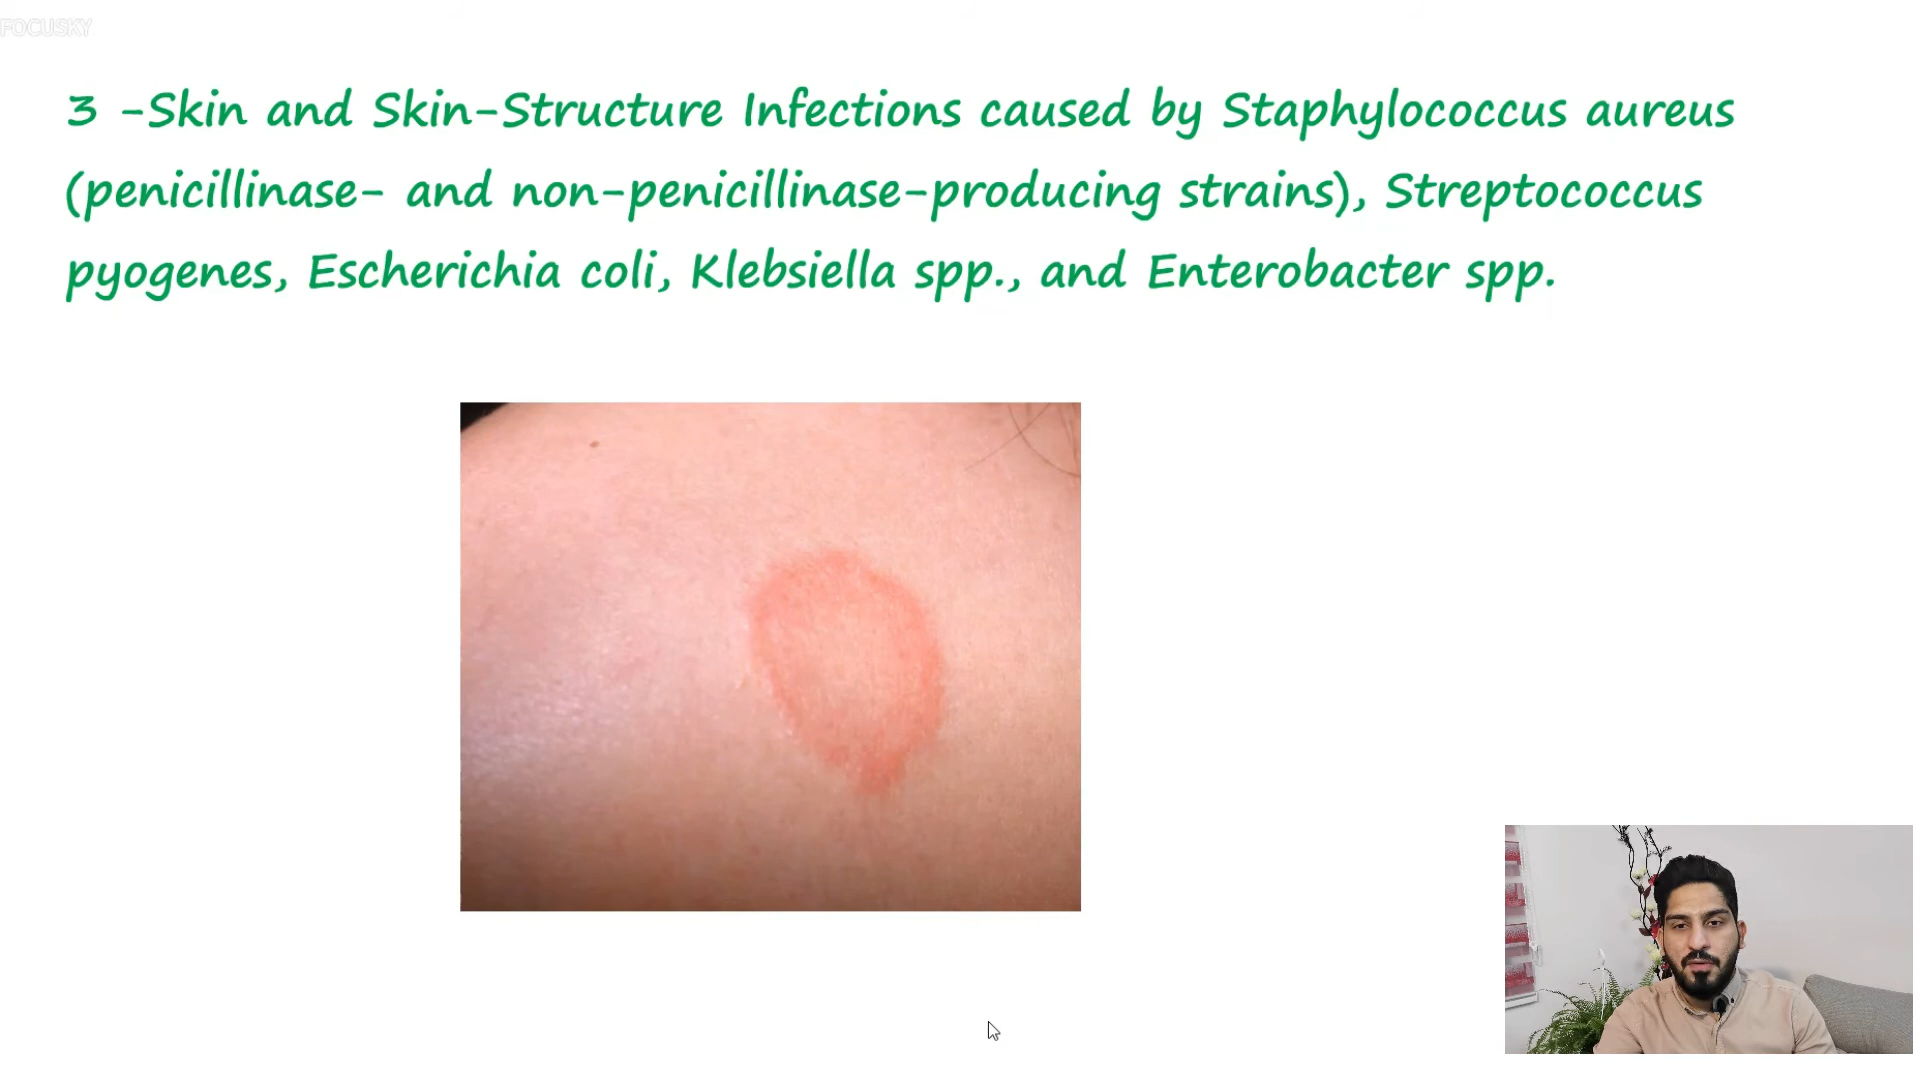 FOCUSKY
3 -Skin and Skin-Structure Infections caused by Staphylococcus aureus
(penicillinase- and non-penicillinase-producing strains), Streptococcus
pyogenes, Escherichia coli, Klebsiella spp., and Enterobacter spp.